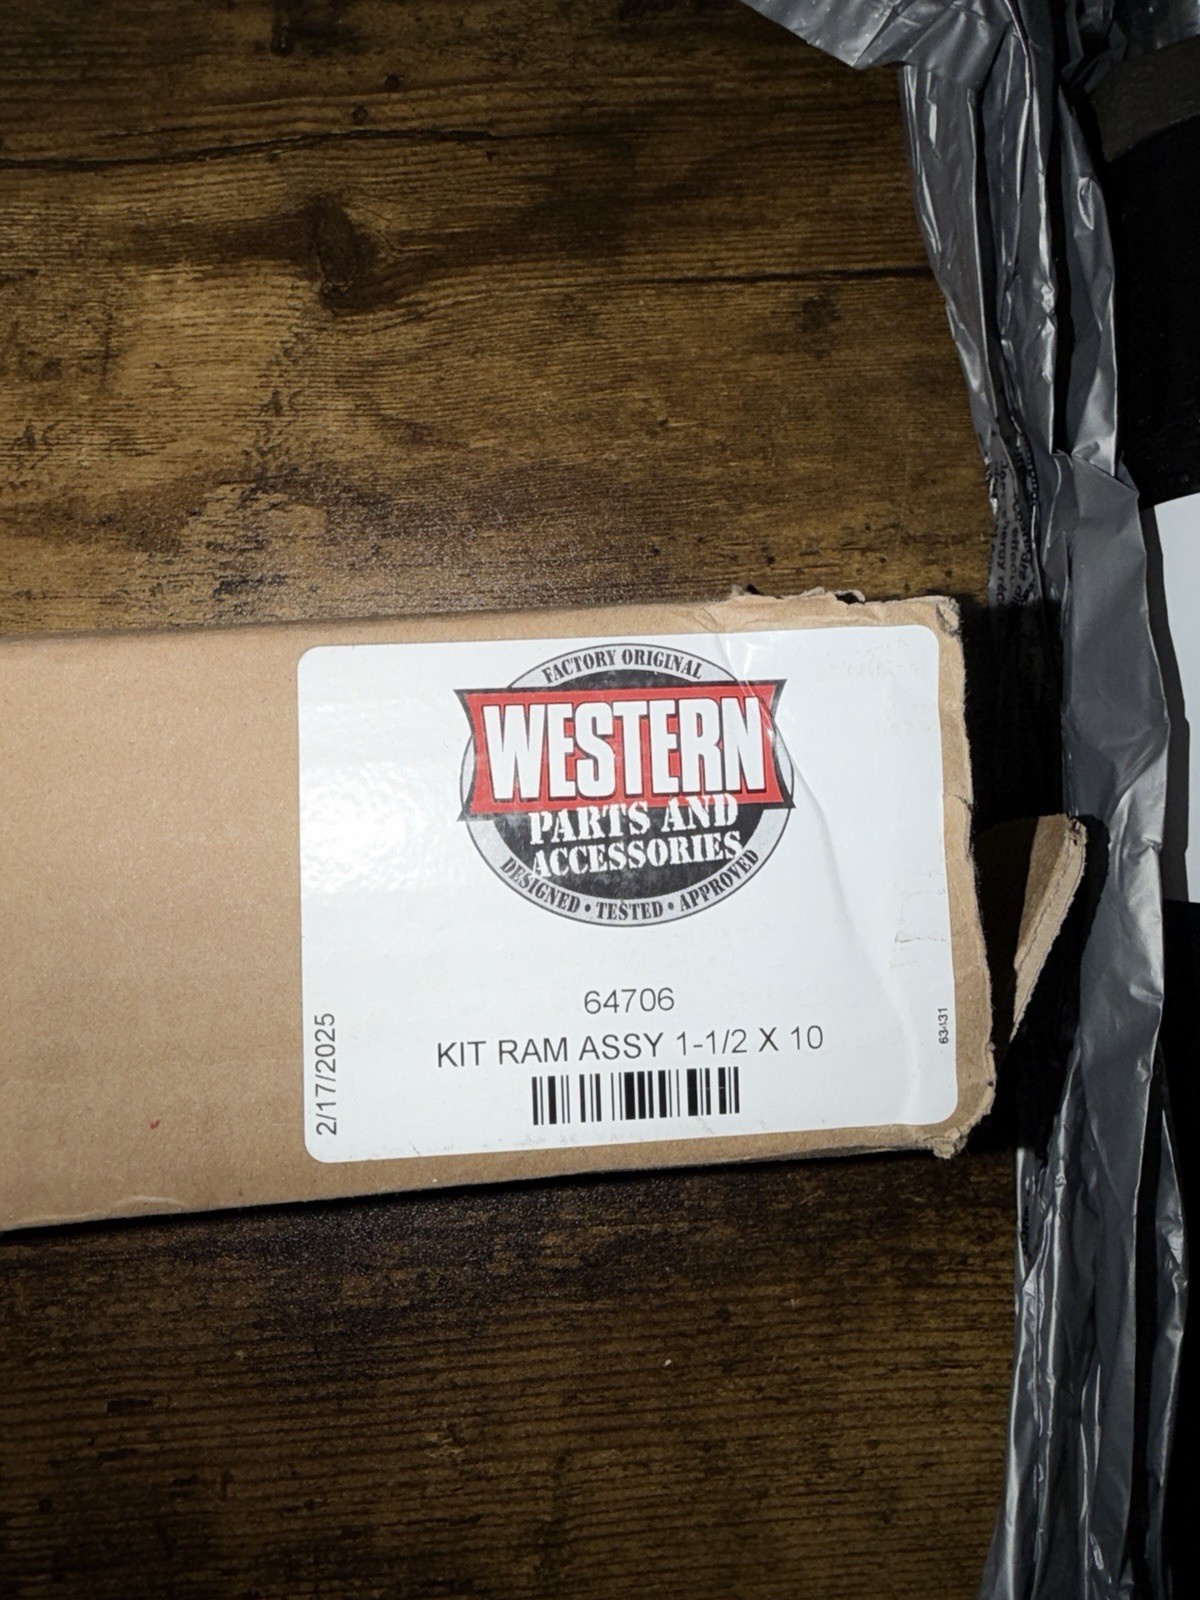 FACTORY ORIGINAL
WESTERN
PARTS AND
ACCESSORIES
DESIGNED • TESTED • APPROVED
64706
KIT RAM ASSY 1-1/2 X 10
2/17/2025